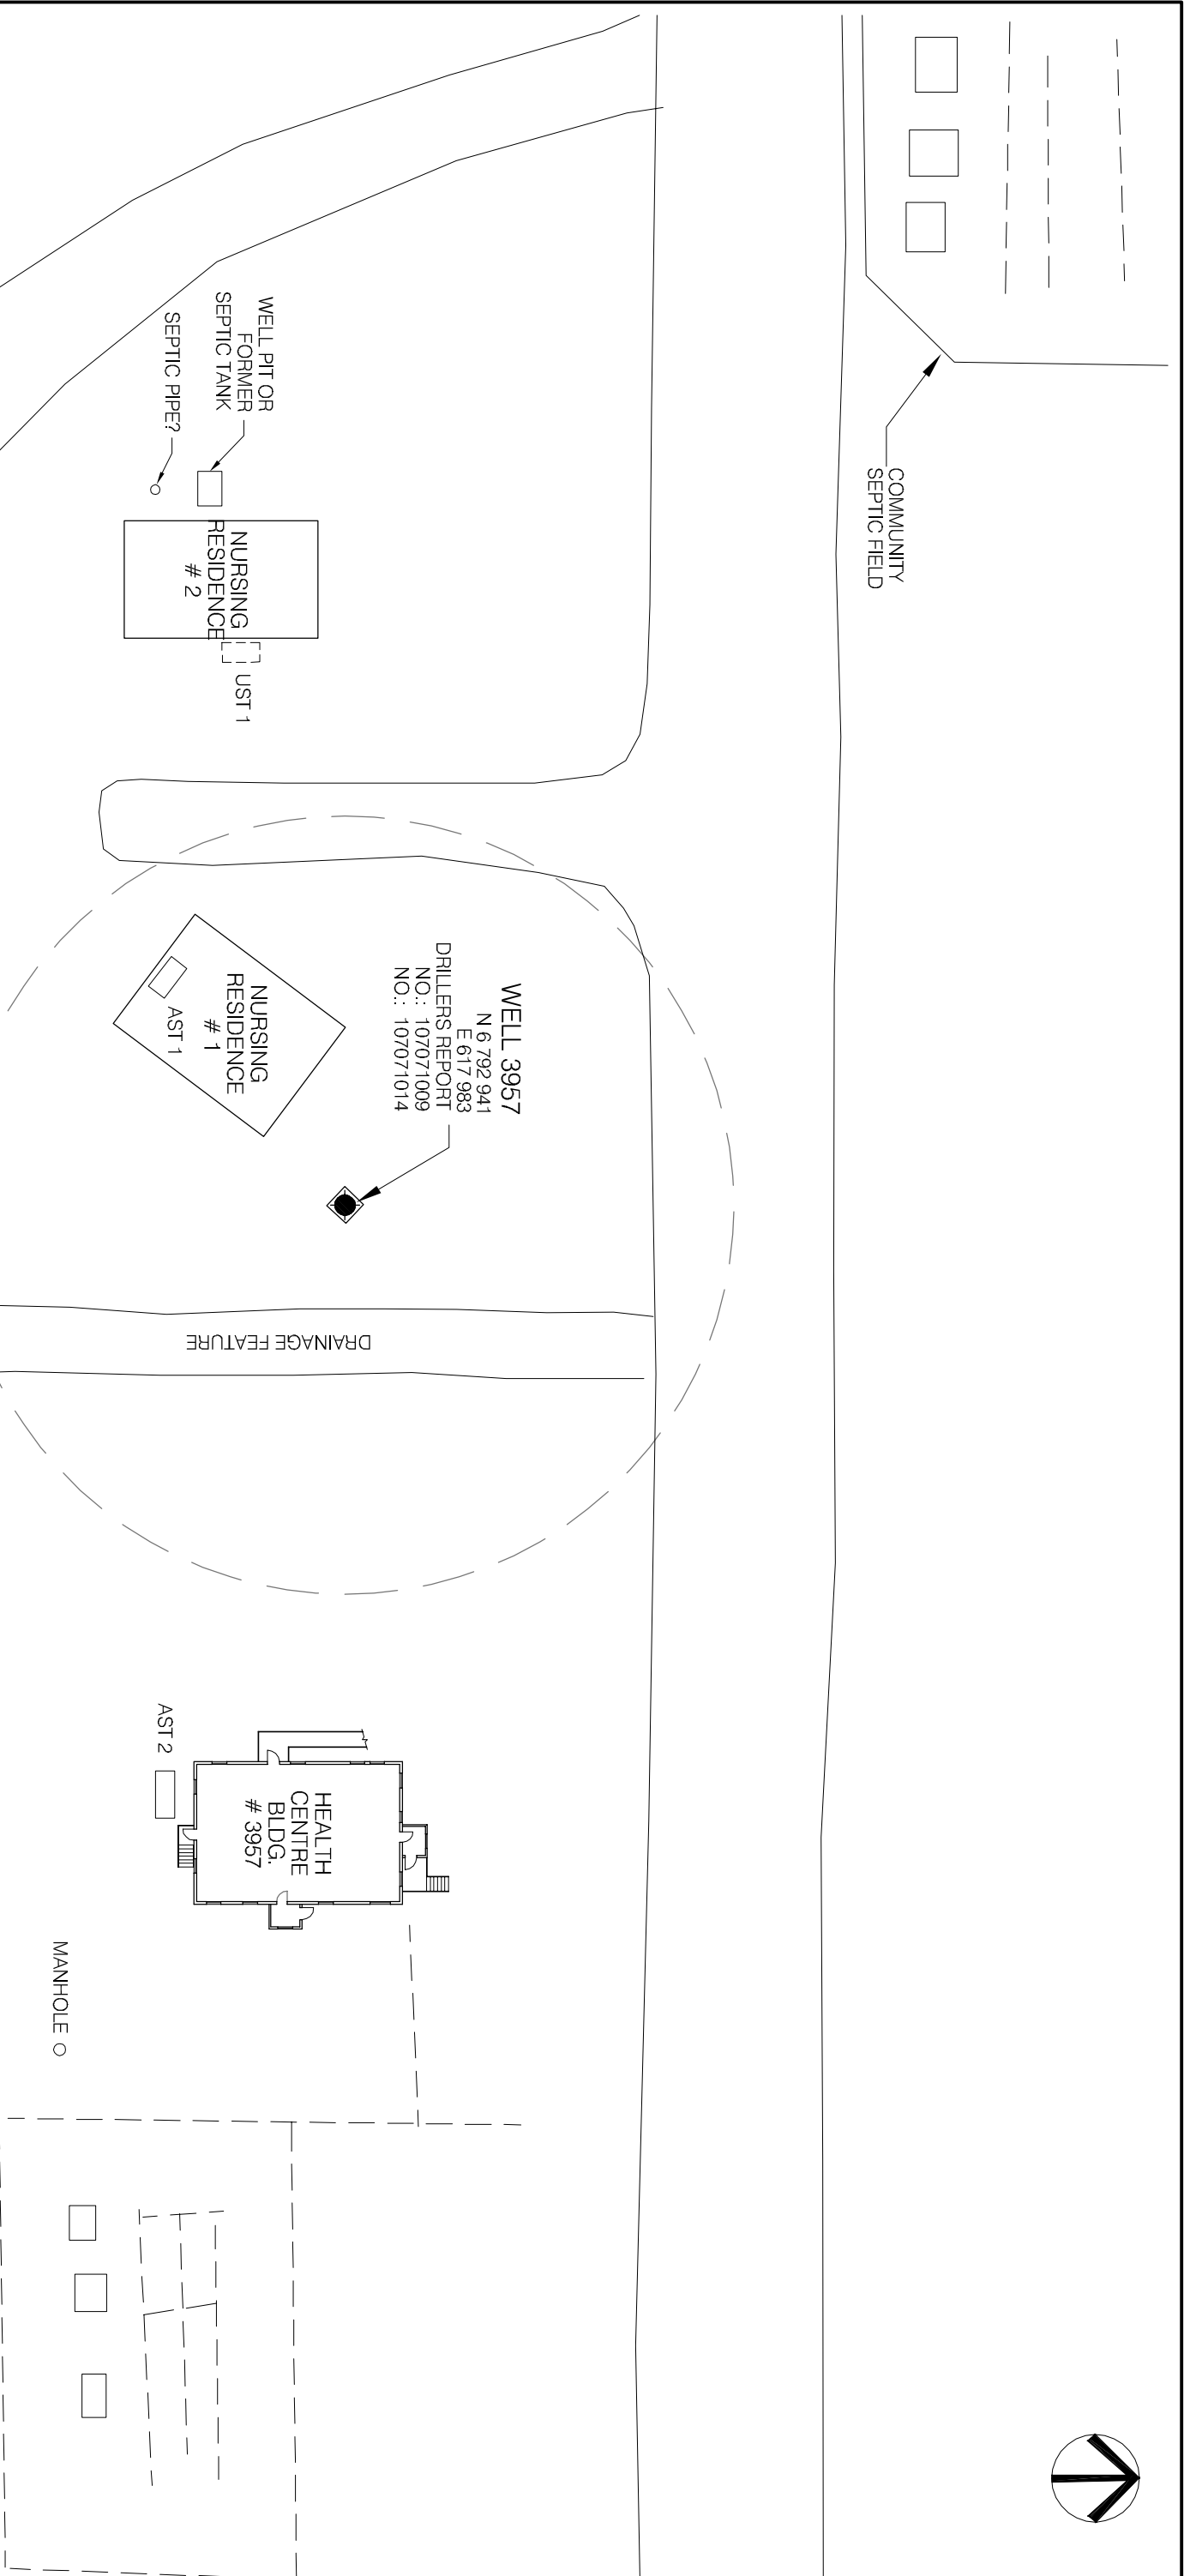 COMMUNITY
SEPTIC FIELD
WELL PIT OR
FORMER
SEPTIC TANK
SEPTIC PIPE?
NURSING
RESIDENCE
# 2
UST 1
WELL 3957
N 6 792 941
E 617 983
DRILLERS REPORT
NO.: 107071009
NO.: 107071014
NURSING
RESIDENCE
# 1
AST 1
DRAINAGE FEATURE
AST 2
HEALTH
CENTRE
BLDG.
# 3957
MANHOLE